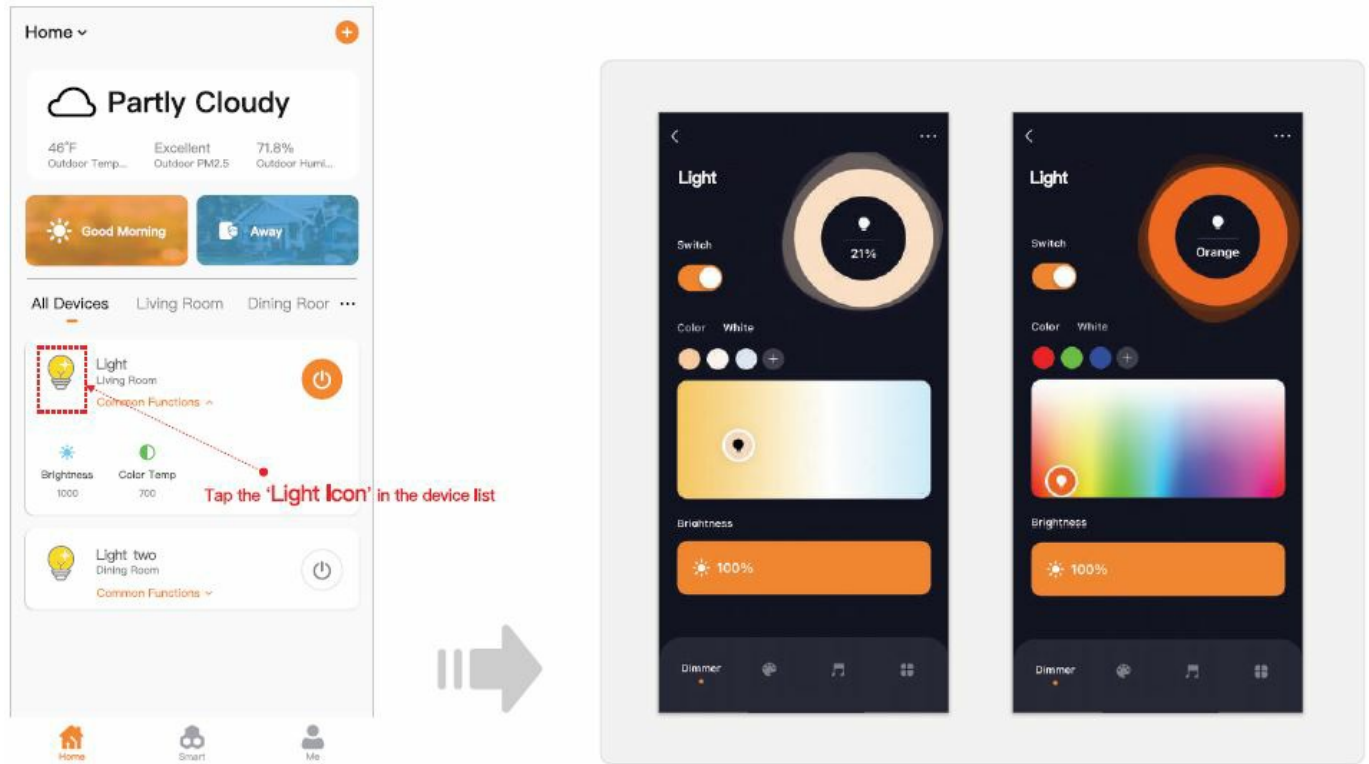 Home
Partly Cloudy
46°F Excellent 71.8%
Outdoor Temp... Outdoor PM2.5 Outdoor Humi...
Good Morning Away
All Devices Living Room Dining Roor ...
Light
Living Room
Common Functions
Brightness Color Temp
1000 700
Tap the 'Light Icon' in the device list
Light two
Dining Room
Common Functions
Home Smart Me
Light
21%
Switch
Color White
Brightness
100%
Dimmer
Light
Orange
Switch
Color White
Brightness
100%
Dimmer